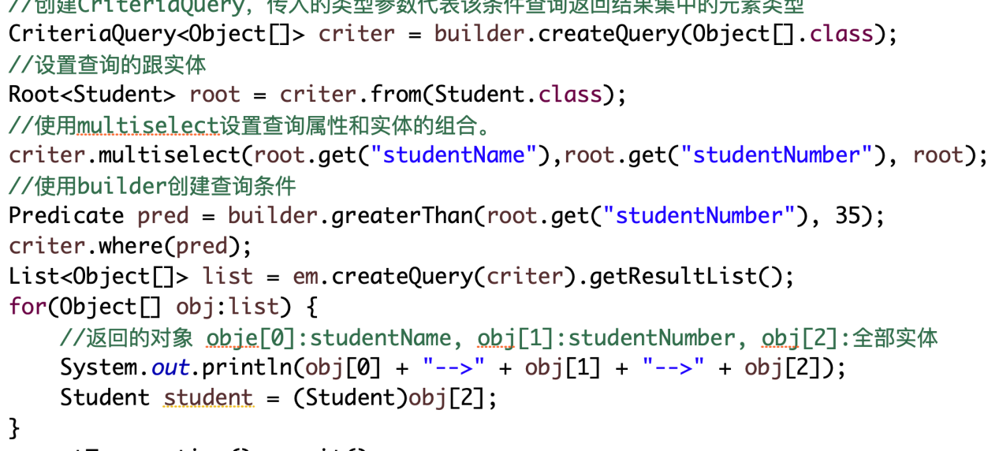 //创建CriteriaQuery，传入的类型参数代表该条件查询返回结果集中的元素类型
CriteriaQuery<Object[]> criter = builder.createQuery(Object[].class);
//设置查询的跟实体
Root<Student> root = criter.from(Student.class);
//使用multiselect设置查询属性和实体的组合。
criter.multiselect(root.get("studentName"),root.get("studentNumber"), root);
//使用builder创建查询条件
Predicate pred = builder.greaterThan(root.get("studentNumber"), 35);
criter.where(pred);
List<Object[]> list = em.createQuery(criter).getResultList();
for(Object[] obj:list) {
    //返回的对象 obje[0]:studentName, obj[1]:studentNumber, obj[2]:全部实体
    System.out.println(obj[0] + "-->" + obj[1] + "-->" + obj[2]);
    Student student = (Student)obj[2];
}